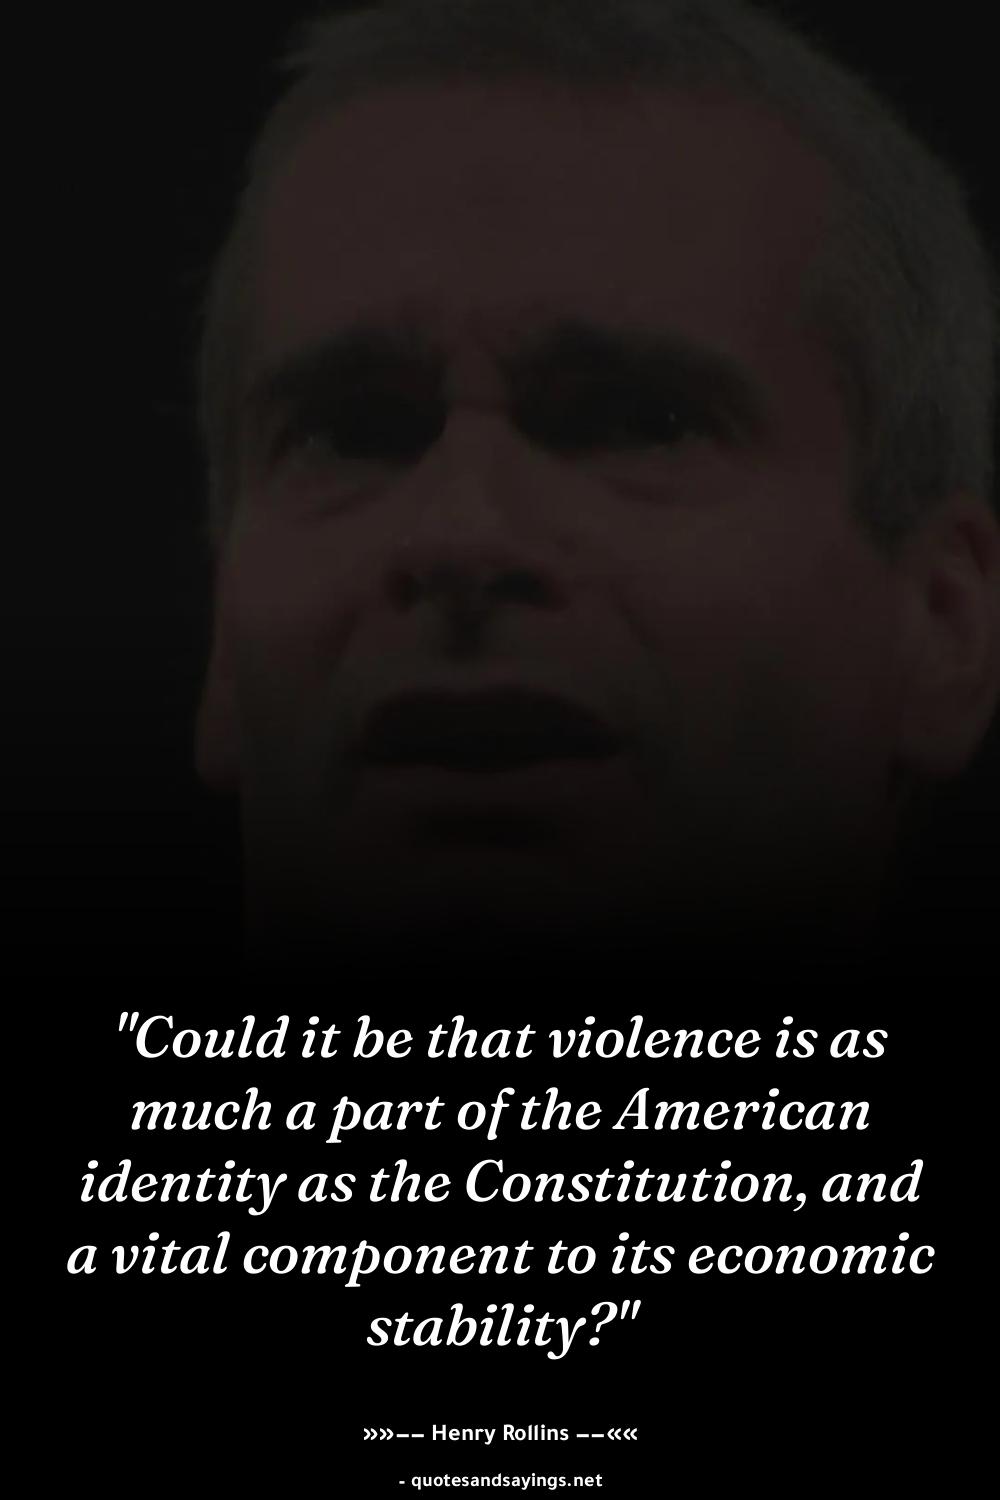 "Could it be that violence is as
much a part of the American
identity as the Constitution, and
a vital component to its economic
stability?"
»»−− Henry Rollins −−««
- quotesandsayings.net